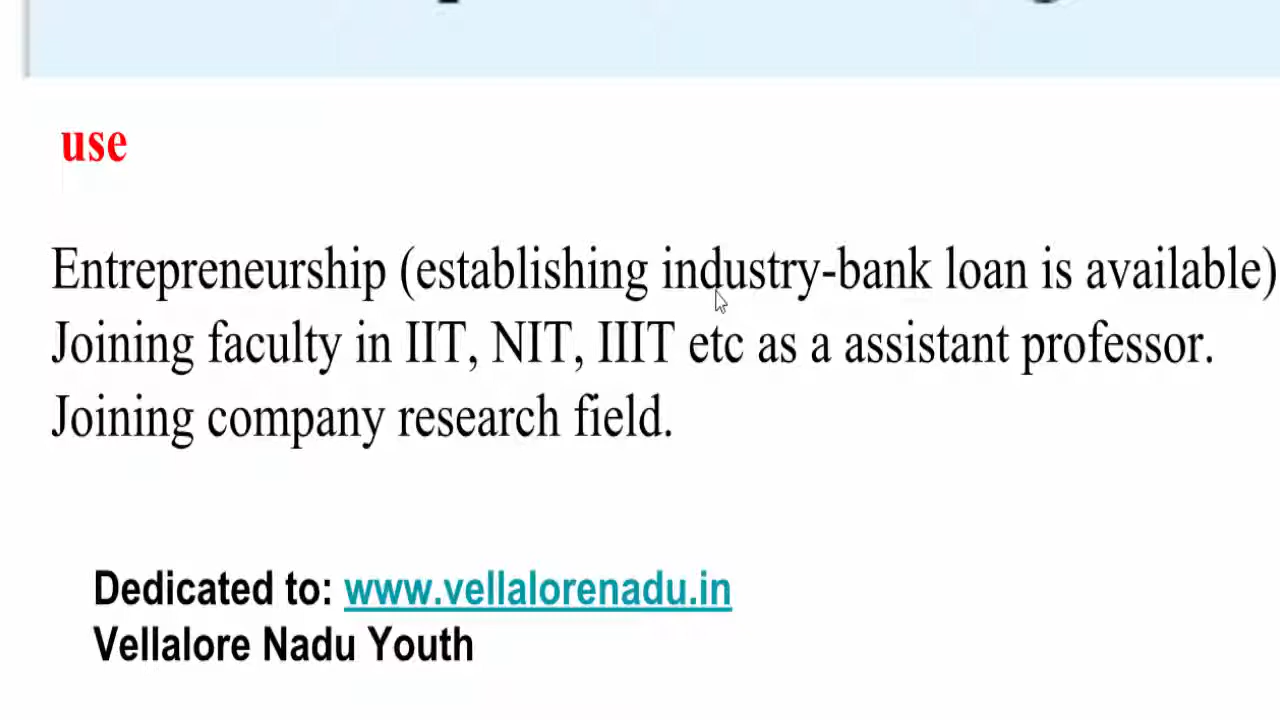 use
Entrepreneurship (establishing industry-bank loan is available)
Joining faculty in IIT, NIT, IIIT etc as a assistant professor.
Joining company research field.
Dedicated to: www.vellalorenadu.in
Vellalore Nadu Youth